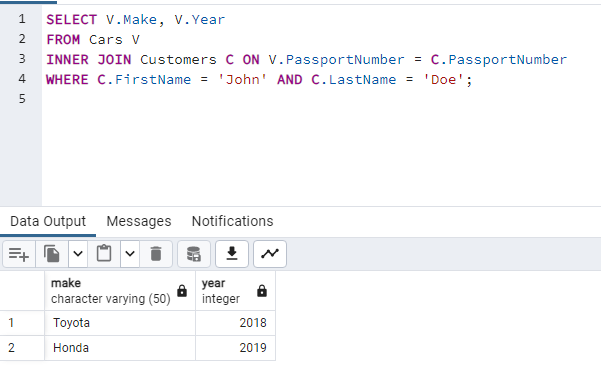 1 SELECT V.Make, V.Year
2 FROM Cars V
3 INNER JOIN Customers C ON V.PassportNumber = C.PassportNumber
4 WHERE C.FirstName = 'John' AND C.LastName = 'Doe';
5
Data Output Messages Notifications
make year
character varying (50) integer
1 Toyota 2018
2 Honda 2019